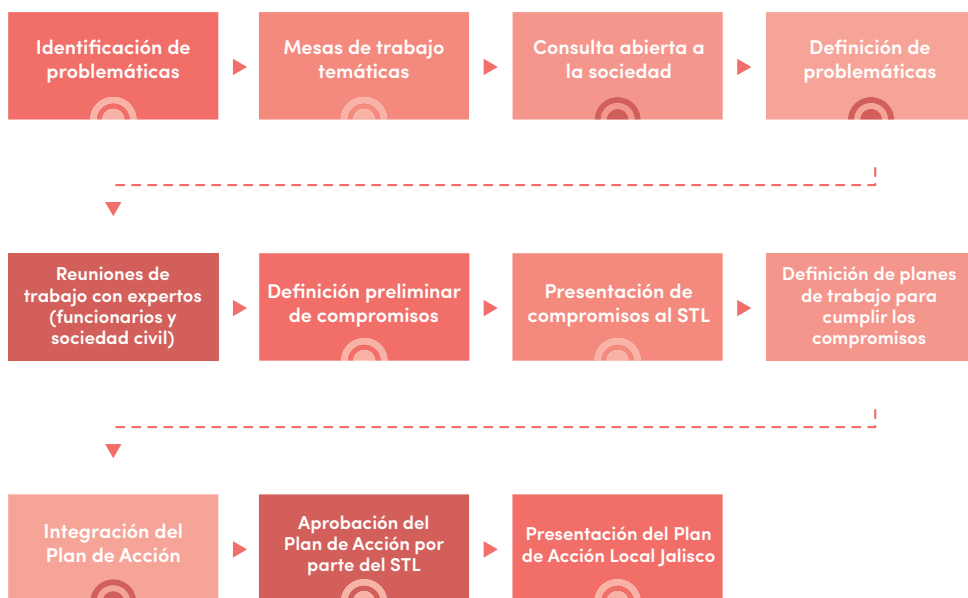 Identificación de
problemáticas
Mesas de trabajo
temáticas
Consulta abierta a
la sociedad
Definición de
problemáticas
Reuniones de
trabajo con expertos
(funcionarios y
sociedad civil)
Definición preliminar
de compromisos
Presentación de
compromisos al STL
Definición de planes
de trabajo para
cumplir los
compromisos
Integración del
Plan de Acción
Aprobación del
Plan de Acción por
parte del STL
Presentación del Plan
de Acción Local Jalisco